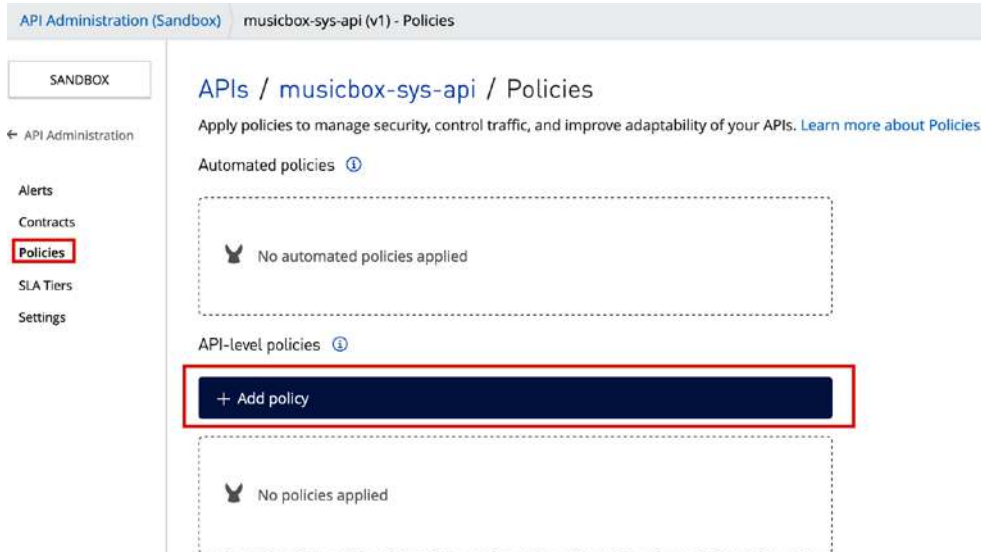 API Administration (Sandbox) musicbox-sys-api (v1) - Policies
SANDBOX
← API Administration
Alerts
Contracts
Policies
SLA Tiers
Settings
APIs / musicbox-sys-api / Policies
Apply policies to manage security, control traffic, and improve adaptability of your APIs. Learn more about Policies
Automated policies
No automated policies applied
API-level policies
+ Add policy
No policies applied